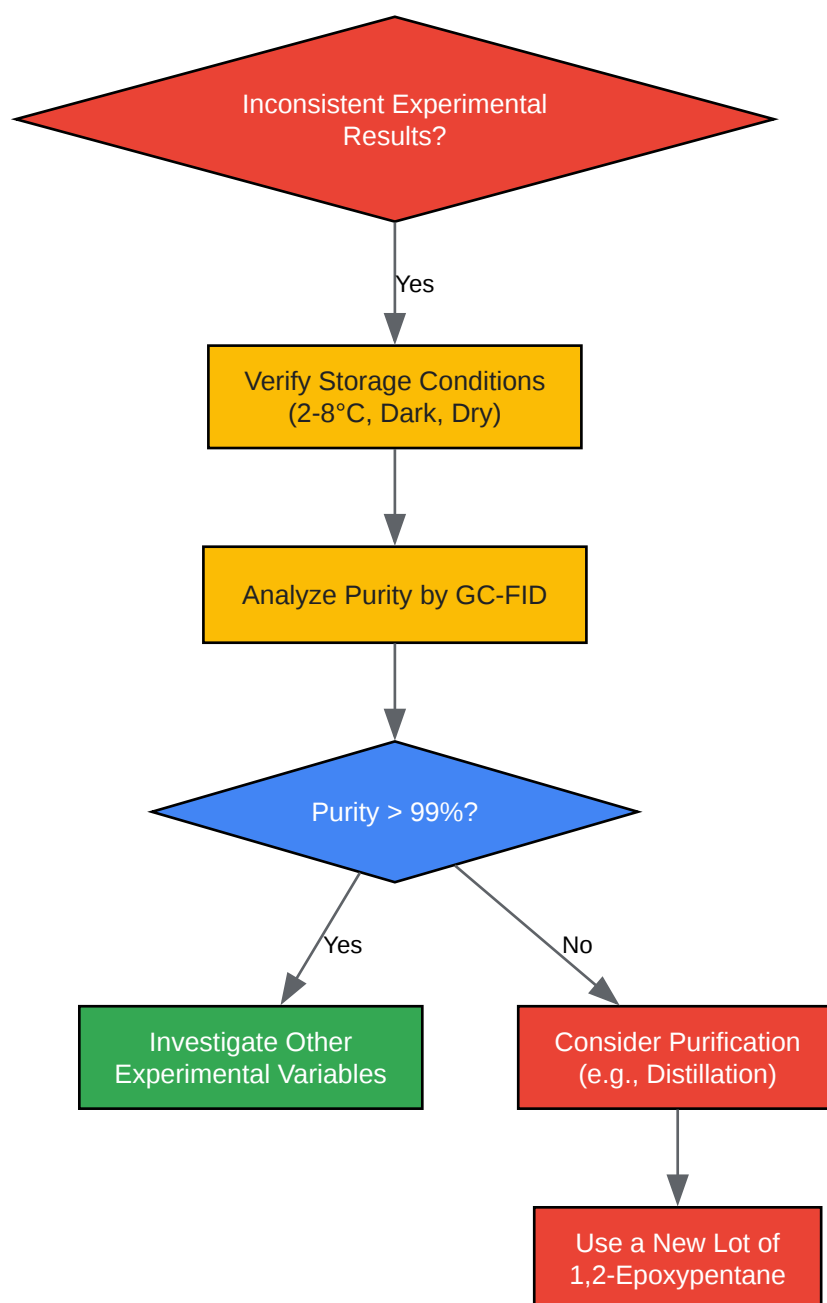 Inconsistent Experimental
Results?
Yes
Verify Storage Conditions
(2-8°C, Dark, Dry)
Analyze Purity by GC-FID
Purity > 99%?
Yes
No
Investigate Other
Experimental Variables
Consider Purification
(e.g., Distillation)
Use a New Lot of
1,2-Epoxypentane